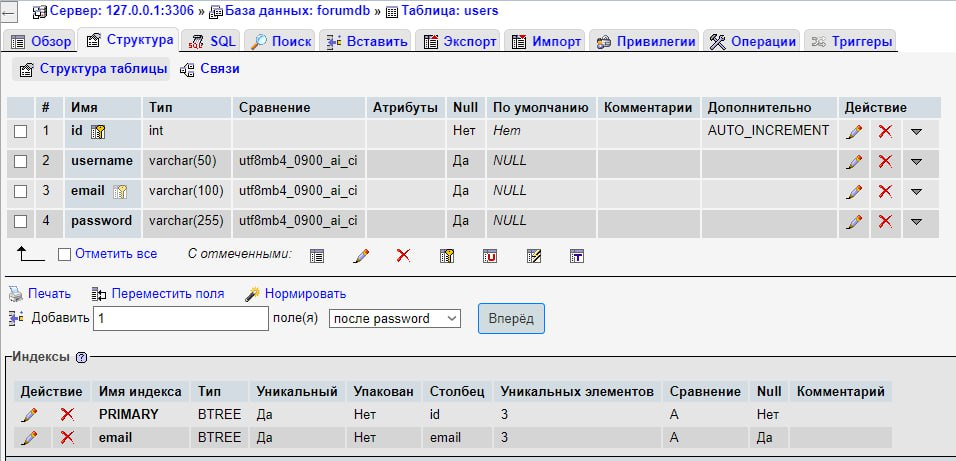 Сервер: 127.0.0.1:3306 » База данных: forumdb » Таблица: users
Обзор Структура SQL Поиск Вставить Экспорт Импорт Привилегии Операции Триггеры
Структура таблицы Связи
# Имя Тип Сравнение Атрибуты Null По умолчанию Комментарии Дополнительно Действие
1 id int Нет Нет AUTO_INCREMENT
2 username varchar(50) utf8mb4_0900_ai_ci Да NULL
3 email varchar(100) utf8mb4_0900_ai_ci Да NULL
4 password varchar(255) utf8mb4_0900_ai_ci Да NULL
Отметить все С отмеченными:
Печать Переместить поля Нормировать
Добавить 1 поле(я) после password Вперёд
Индексы
Действие Имя индекса Тип Уникальный Упакован Столбец Уникальных элементов Сравнение Null Комментарий
PRIMARY BTREE Да Нет id 3 A Нет
email BTREE Да Нет email 3 A Да